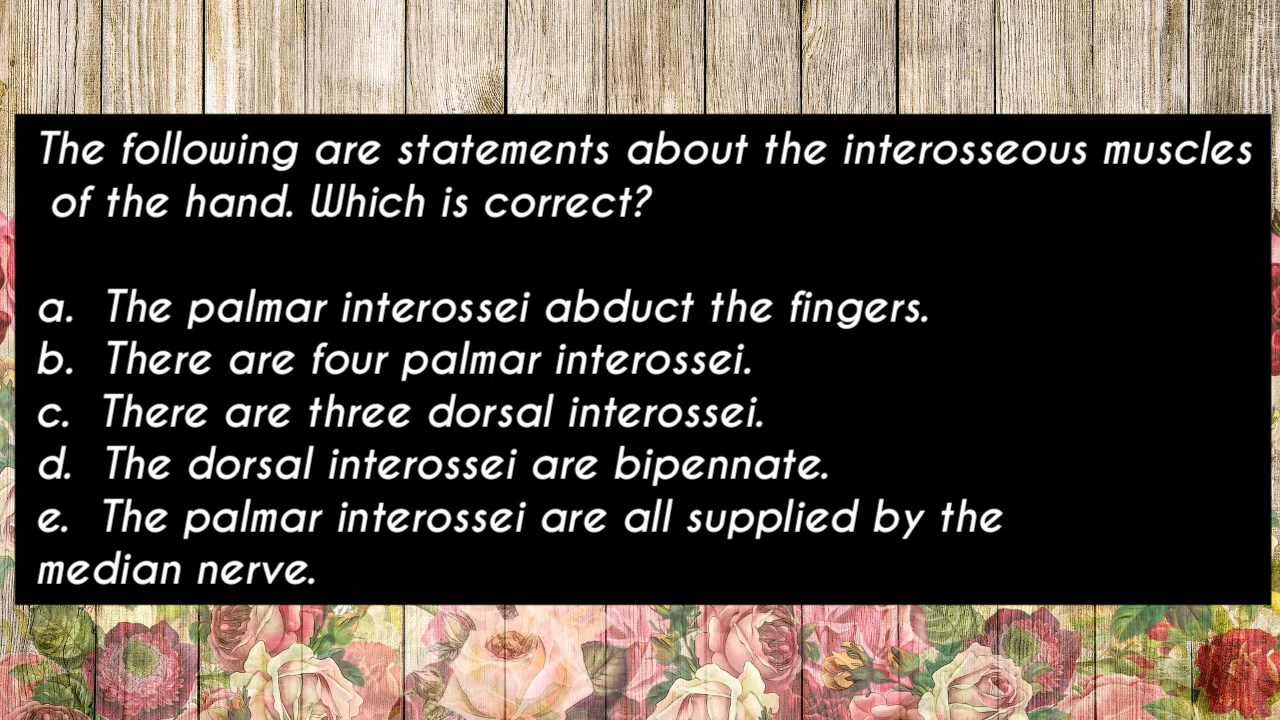 The following are statements about the interosseous muscles
of the hand. Which is correct?
a. The palmar interossei abduct the fingers.
b. There are four palmar interossei.
c. There are three dorsal interossei.
d. The dorsal interossei are bipennate.
e. The palmar interossei are all supplied by the
median nerve.